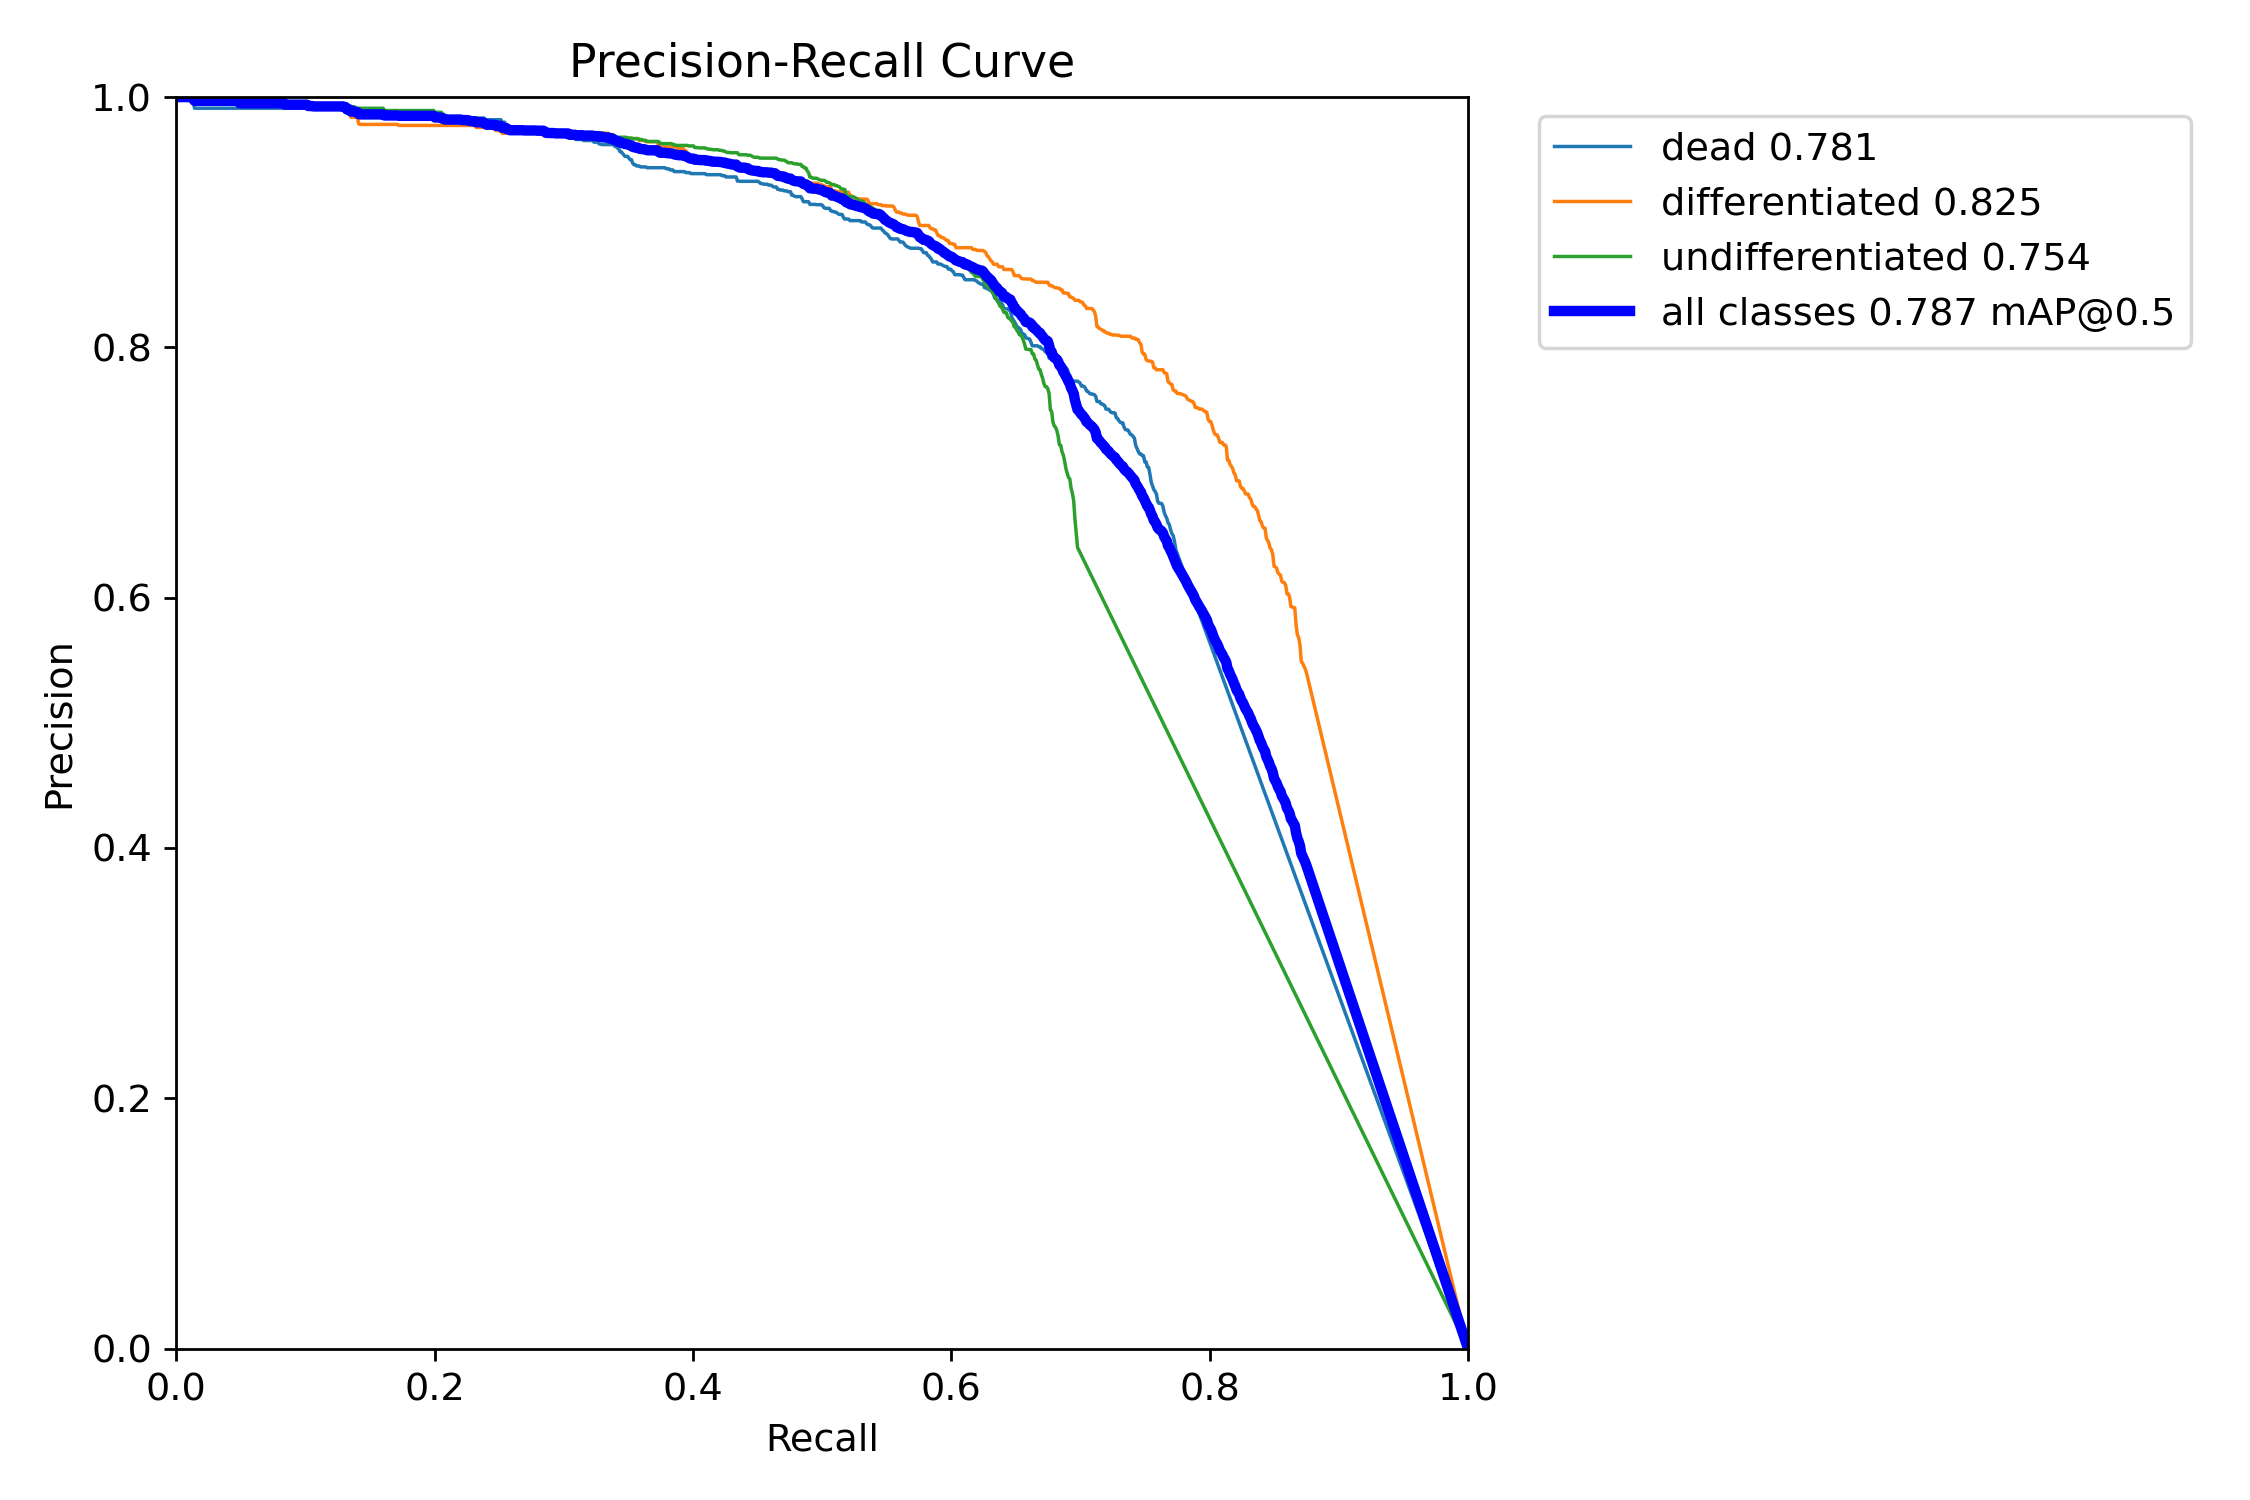 Precision-Recall Curve
1.0
0.8
0.6
0.4
0.2
0.0
Precision
0.0 0.2 0.4 0.6 0.8 1.0
Recall
dead 0.781
differentiated 0.825
undifferentiated 0.754
all classes 0.787 mAP@0.5